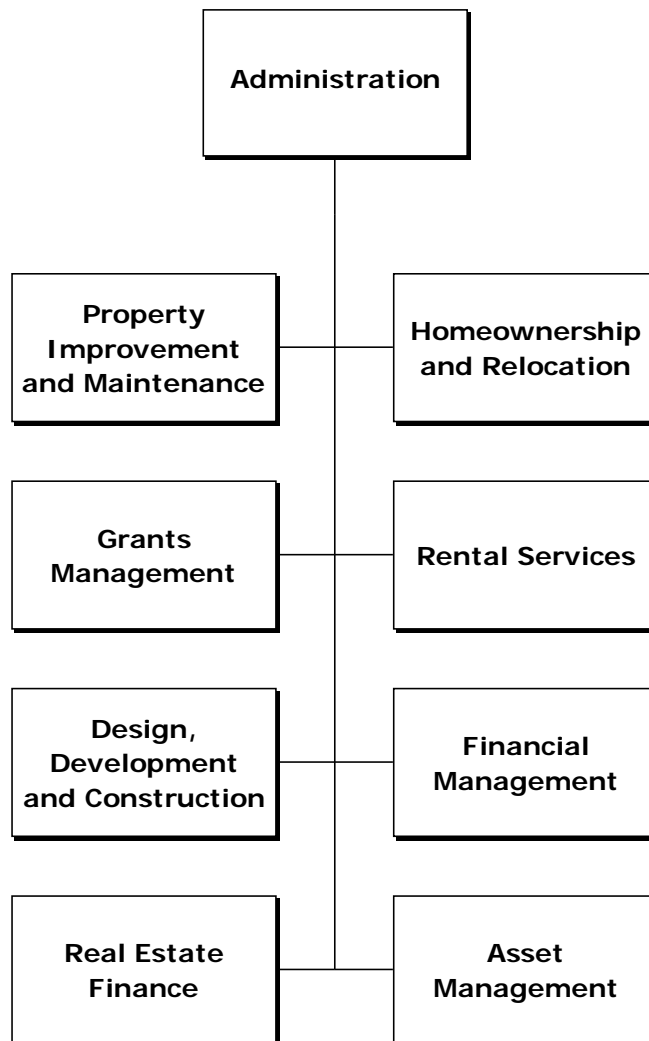 Administration
Property
Improvement
and Maintenance
Homeownership
and Relocation
Grants
Management
Rental Services
Design,
Development
and Construction
Financial
Management
Real Estate
Finance
Asset
Management